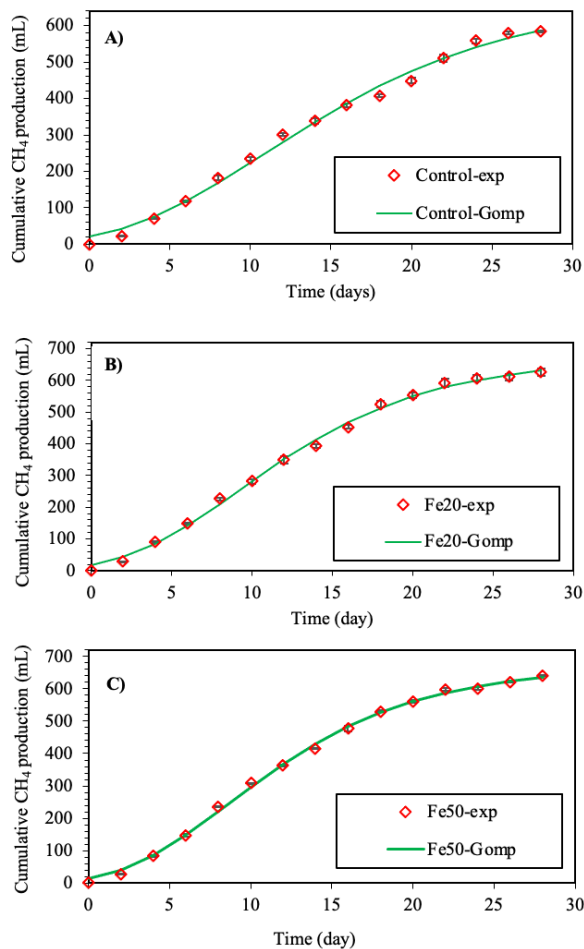 A)
Cumulative CH4 production (mL)
600
500
400
300
200
100
0
Control-exp
Control-Gomp
0 5 10 15 20 25 30
Time (days)
B)
Cumulative CH4 production (mL)
700
600
500
400
300
200
100
0
Fe20-exp
Fe20-Gomp
0 5 10 15 20 25 30
Time (day)
C)
Cumulative CH4 production (mL)
700
600
500
400
300
200
100
0
Fe50-exp
Fe50-Gomp
0 5 10 15 20 25 30
Time (day)